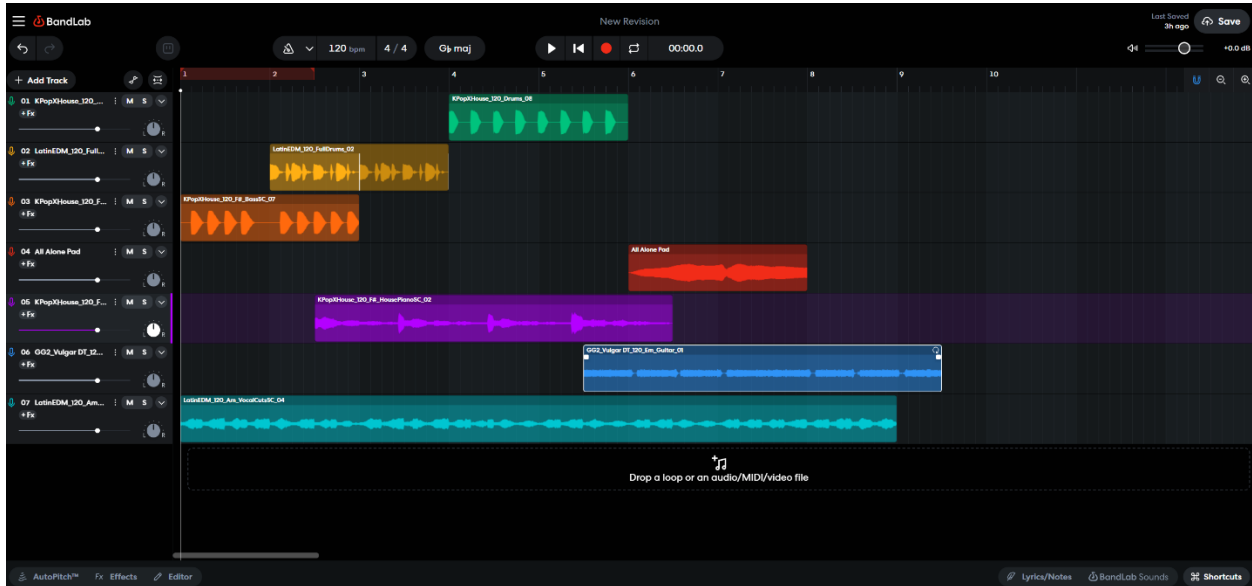 BandLab
New Revision
Last Saved
3h ago
Save
120 bpm
4 / 4
G♭ maj
00:00.0
+0.0 dB
+ Add Track
1 2 3 4 5 6 7 8 9 10
01 KPopXHouse_120_... M S
+Fx
L R
KPopXHouse_120_Drums_08
02 LatinEDM_120_Full... M S
+Fx
L R
LatinEDM_120_FullDrums_02
03 KPopXHouse_120_F... M S
+Fx
L R
KPopXHouse_120_F#_BassSC_07
04 All Alone Pad M S
+Fx
L R
All Alone Pad
05 KPopXHouse_120_F... M S
+Fx
L R
KPopXHouse_120_F#_HousePianoSC_02
06 GG2_Vulgar DT_12... M S
+Fx
L R
GG2_Vulgar DT_120_Em_Guitar_01
07 LatinEDM_120_Am... M S
+Fx
L R
LatinEDM_120_Am_VocalCutsSC_04
Drop a loop or an audio/MIDI/video file
AutoPitch™
Fx Effects
Editor
Lyrics/Notes
BandLab Sounds
Shortcuts